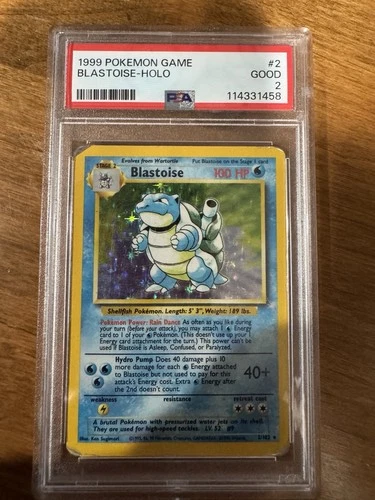 1999 POKEMON GAME #2
BLASTOISE-HOLO GOOD
2
PSA 114331458
STAGE 2 Evolves from Wartortle Put Blastoise on the Stage 1 card
Blastoise 100 HP
Shellfish Pokémon. Length: 5' 3", Weight: 189 lbs.
Pokémon Power: Rain Dance As often as you like during
your turn (before your attack), you may attach 1 Energy
card to 1 of your Pokémon. (This doesn't use up your 1
Energy card attachment for the turn.) This power can't be
used if Blastoise is Asleep, Confused, or Paralyzed.
Hydro Pump Does 40 damage plus 10
more damage for each Energy attached
to Blastoise but not used to pay for this
attack's Energy cost. Extra Energy after
the 2nd doesn't count.
40+
weakness resistance retreat cost
A brutal Pokémon with pressurized water jets on its shell.
They are used for high-speed tackles. LV. 52 #9
Illus. Ken Sugimori
2/102